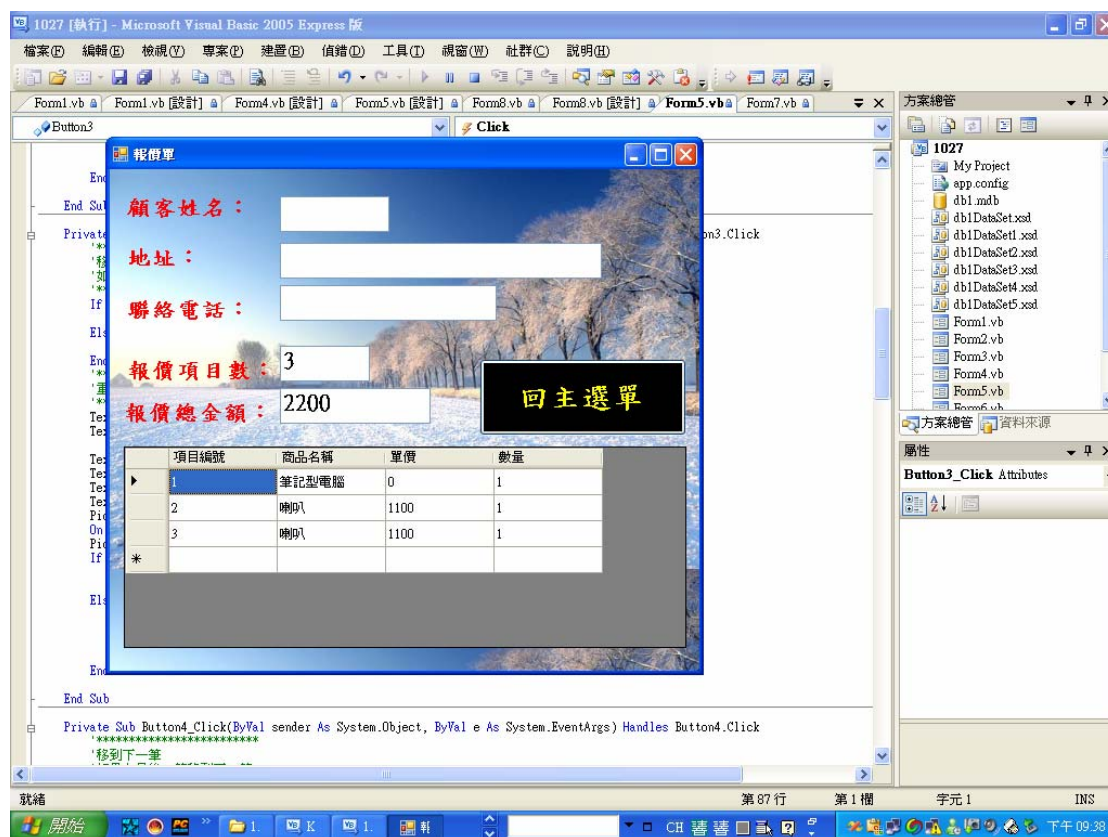 1027 [執行] - Microsoft Visual Basic 2005 Express 版
檔案(F) 編輯(E) 檢視(V) 專案(P) 建置(B) 偵錯(D) 工具(T) 視窗(W) 社群(C) 說明(H)
Form1.vb Form1.vb [設計] Form4.vb [設計] Form5.vb [設計] Form8.vb Form8.vb [設計] Form5.vb Form7.vb
Button3 Click
報價單
顧客姓名：
地址：
聯絡電話：
報價項目數： 3
報價總金額： 2200
回主選單
項目編號 商品名稱 單價 數量
1 筆記型電腦 0 1
2 喇叭 1100 1
3 喇叭 1100 1
End Sub
Private Sub Button4_Click(ByVal sender As System.Object, ByVal e As System.EventArgs) Handles Button4.Click
'**************************
'移到下一筆
方案總管
1027
My Project
app.config
db1.mdb
db1DataSet.xsd
db1DataSet1.xsd
db1DataSet2.xsd
db1DataSet3.xsd
db1DataSet4.xsd
db1DataSet5.xsd
Form1.vb
Form2.vb
Form3.vb
Form4.vb
Form5.vb
Form6.vb
方案總管 資料來源
屬性
Button3_Click Attributes
就緒 第 87 行 第 1 欄 字元 1 INS
開始 CH 下午 09:38